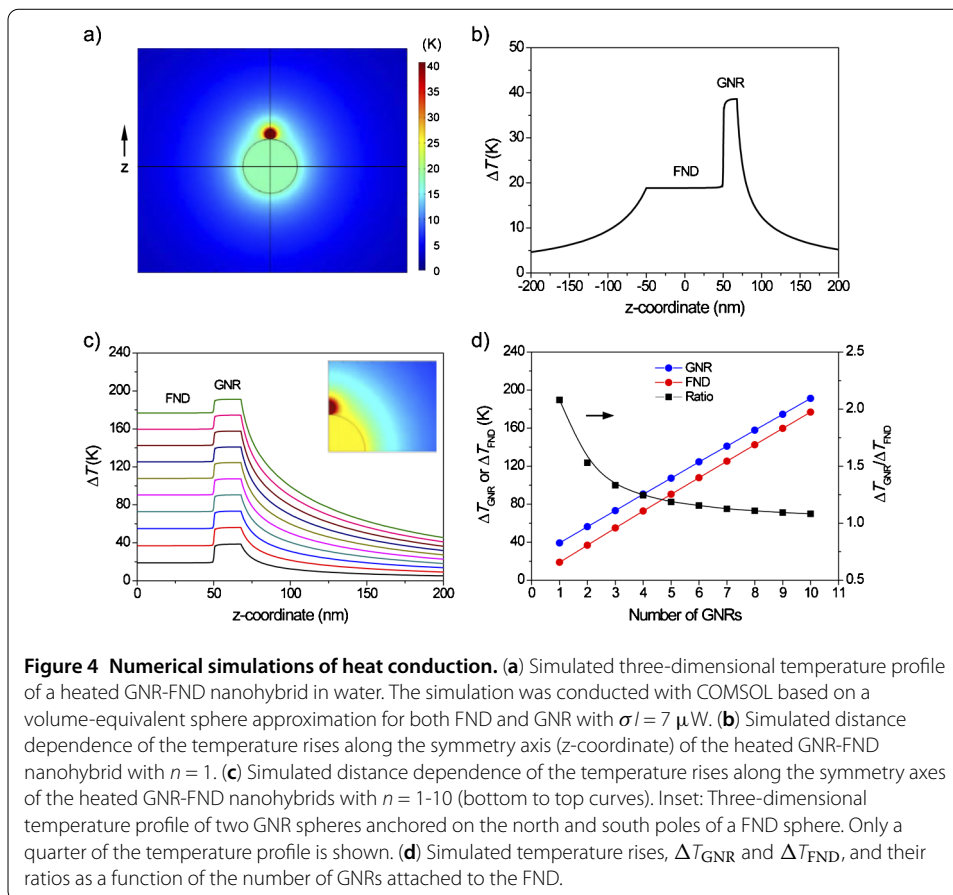 a)
(K)
40
35
30
25
20
15
10
5
0
z
b)
50
40
30
20
10
0
ΔT(K)
GNR
FND
-200 -150 -100 -50 0 50 100 150 200
z-coordinate (nm)
c)
240
200
160
120
80
40
0
ΔT(K)
FND
GNR
0 50 100 150 200
z-coordinate (nm)
d)
240
200
160
120
80
40
0
ΔT_GNR or ΔT_FND (K)
GNR
FND
Ratio
2.5
2.0
1.5
1.0
0.5
ΔT_GNR/ΔT_FND
0 1 2 3 4 5 6 7 8 9 10 11
Number of GNRs
Figure 4 Numerical simulations of heat conduction. (a) Simulated three-dimensional temperature profile
of a heated GNR-FND nanohybrid in water. The simulation was conducted with COMSOL based on a
volume-equivalent sphere approximation for both FND and GNR with σI = 7 μW. (b) Simulated distance
dependence of the temperature rises along the symmetry axis (z-coordinate) of the heated GNR-FND
nanohybrid with n = 1. (c) Simulated distance dependence of the temperature rises along the symmetry axes
of the heated GNR-FND nanohybrids with n = 1-10 (bottom to top curves). Inset: Three-dimensional
temperature profile of two GNR spheres anchored on the north and south poles of a FND sphere. Only a
quarter of the temperature profile is shown. (d) Simulated temperature rises, ΔT_GNR and ΔT_FND, and their
ratios as a function of the number of GNRs attached to the FND.